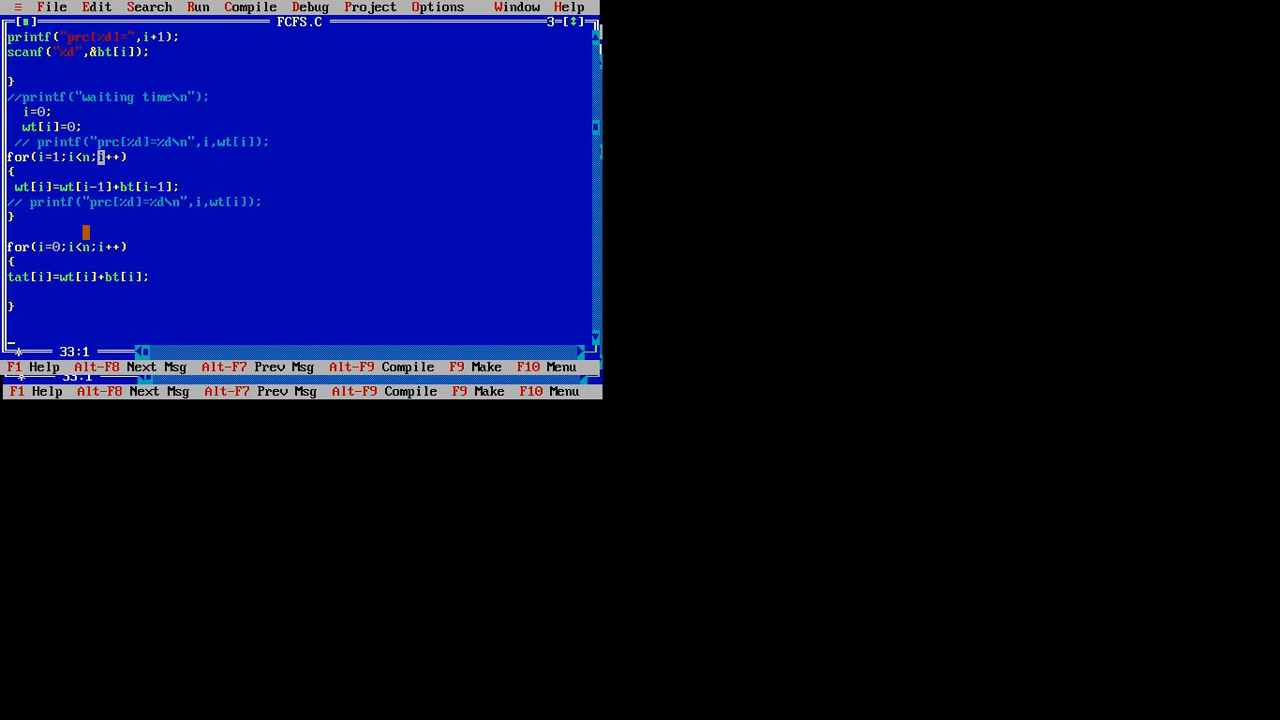 ≡ File Edit Search Run Compile Debug Project Options Window Help
[■] FCFS.C 3=[↕]
printf("prc[%d]=",i+1);
scanf("%d",&bt[i]);
}
//printf("waiting time\n");
i=0;
wt[i]=0;
// printf("prc[%d]=%d\n",i,wt[i]);
for(i=1;i<n;i++)
{
wt[i]=wt[i-1]+bt[i-1];
// printf("prc[%d]=%d\n",i,wt[i]);
}
for(i=0;i<n;i++)
{
tat[i]=wt[i]+bt[i];
}
33:1
F1 Help Alt-F8 Next Msg Alt-F7 Prev Msg Alt-F9 Compile F9 Make F10 Menu
33:1
F1 Help Alt-F8 Next Msg Alt-F7 Prev Msg Alt-F9 Compile F9 Make F10 Menu